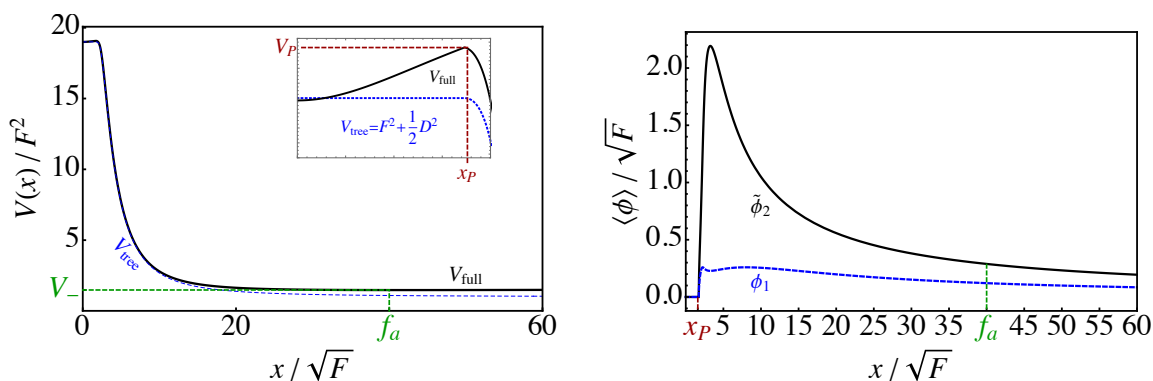 V(x) / F²
20
15
10
5
V₋
0
20
f_a
60
x / √F
V_tree
V_full
V_P
V_full
V_tree=F²+½D²
x_P
⟨ϕ⟩ / √F
2.0
1.5
1.0
0.5
0.0
x_P
5
10
15
20
25
30
35
f_a
45
50
55
60
x / √F
ϕ̃₂
ϕ₁